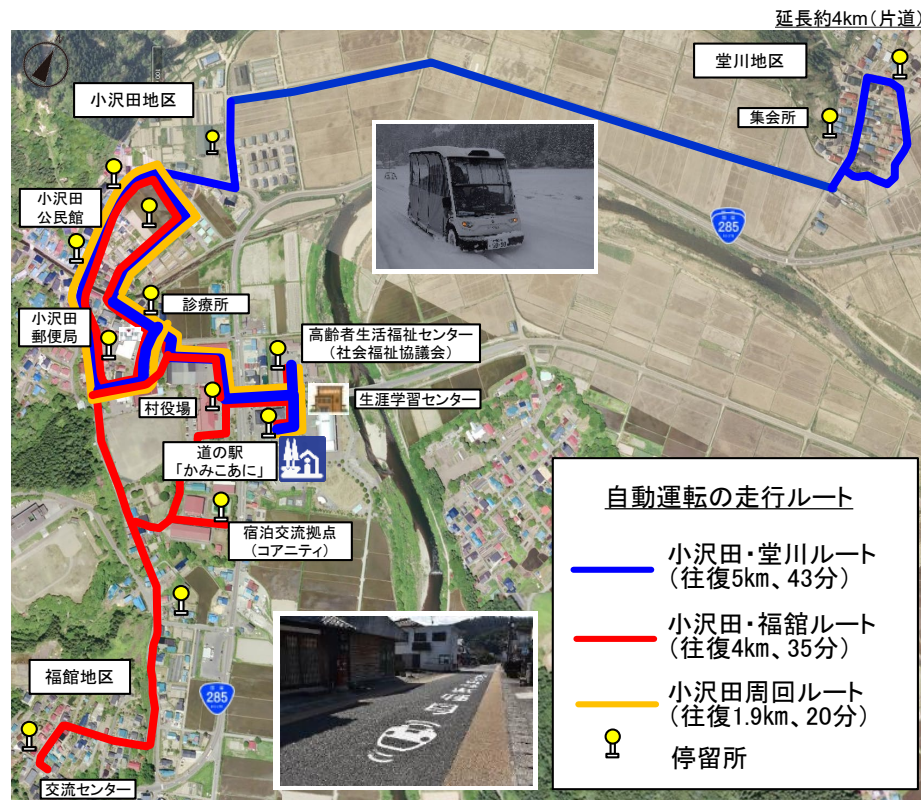 延長約4km(片道)
堂川地区
小沢田地区
集会所
小沢田
公民館
285
診療所
小沢田
郵便局
高齢者生活福祉センター
(社会福祉協議会)
生涯学習センター
村役場
道の駅
「かみこあに」
宿泊交流拠点
(コアニティ)
福館地区
285
交流センター
自動運転の走行ルート
小沢田・堂川ルート
(往復5km、43分)
小沢田・福舘ルート
(往復4km、35分)
小沢田周回ルート
(往復1.9km、20分)
停留所